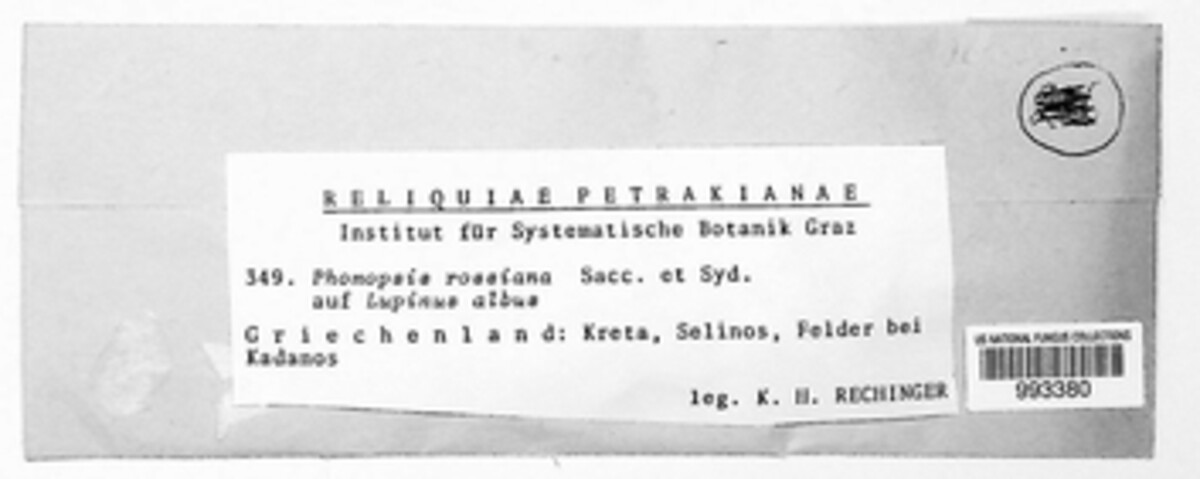 RELIQUIAE PETRAKIANAE
Institut für Systematische Botanik Graz
349. Phomopsis rossiana Sacc. et Syd.
auf Lupinus albus
Griechenland: Kreta, Selinos, Felder bei
Kadanos
leg. K. H. RECHINGER
US NATIONAL FUNGUS COLLECTIONS
993380